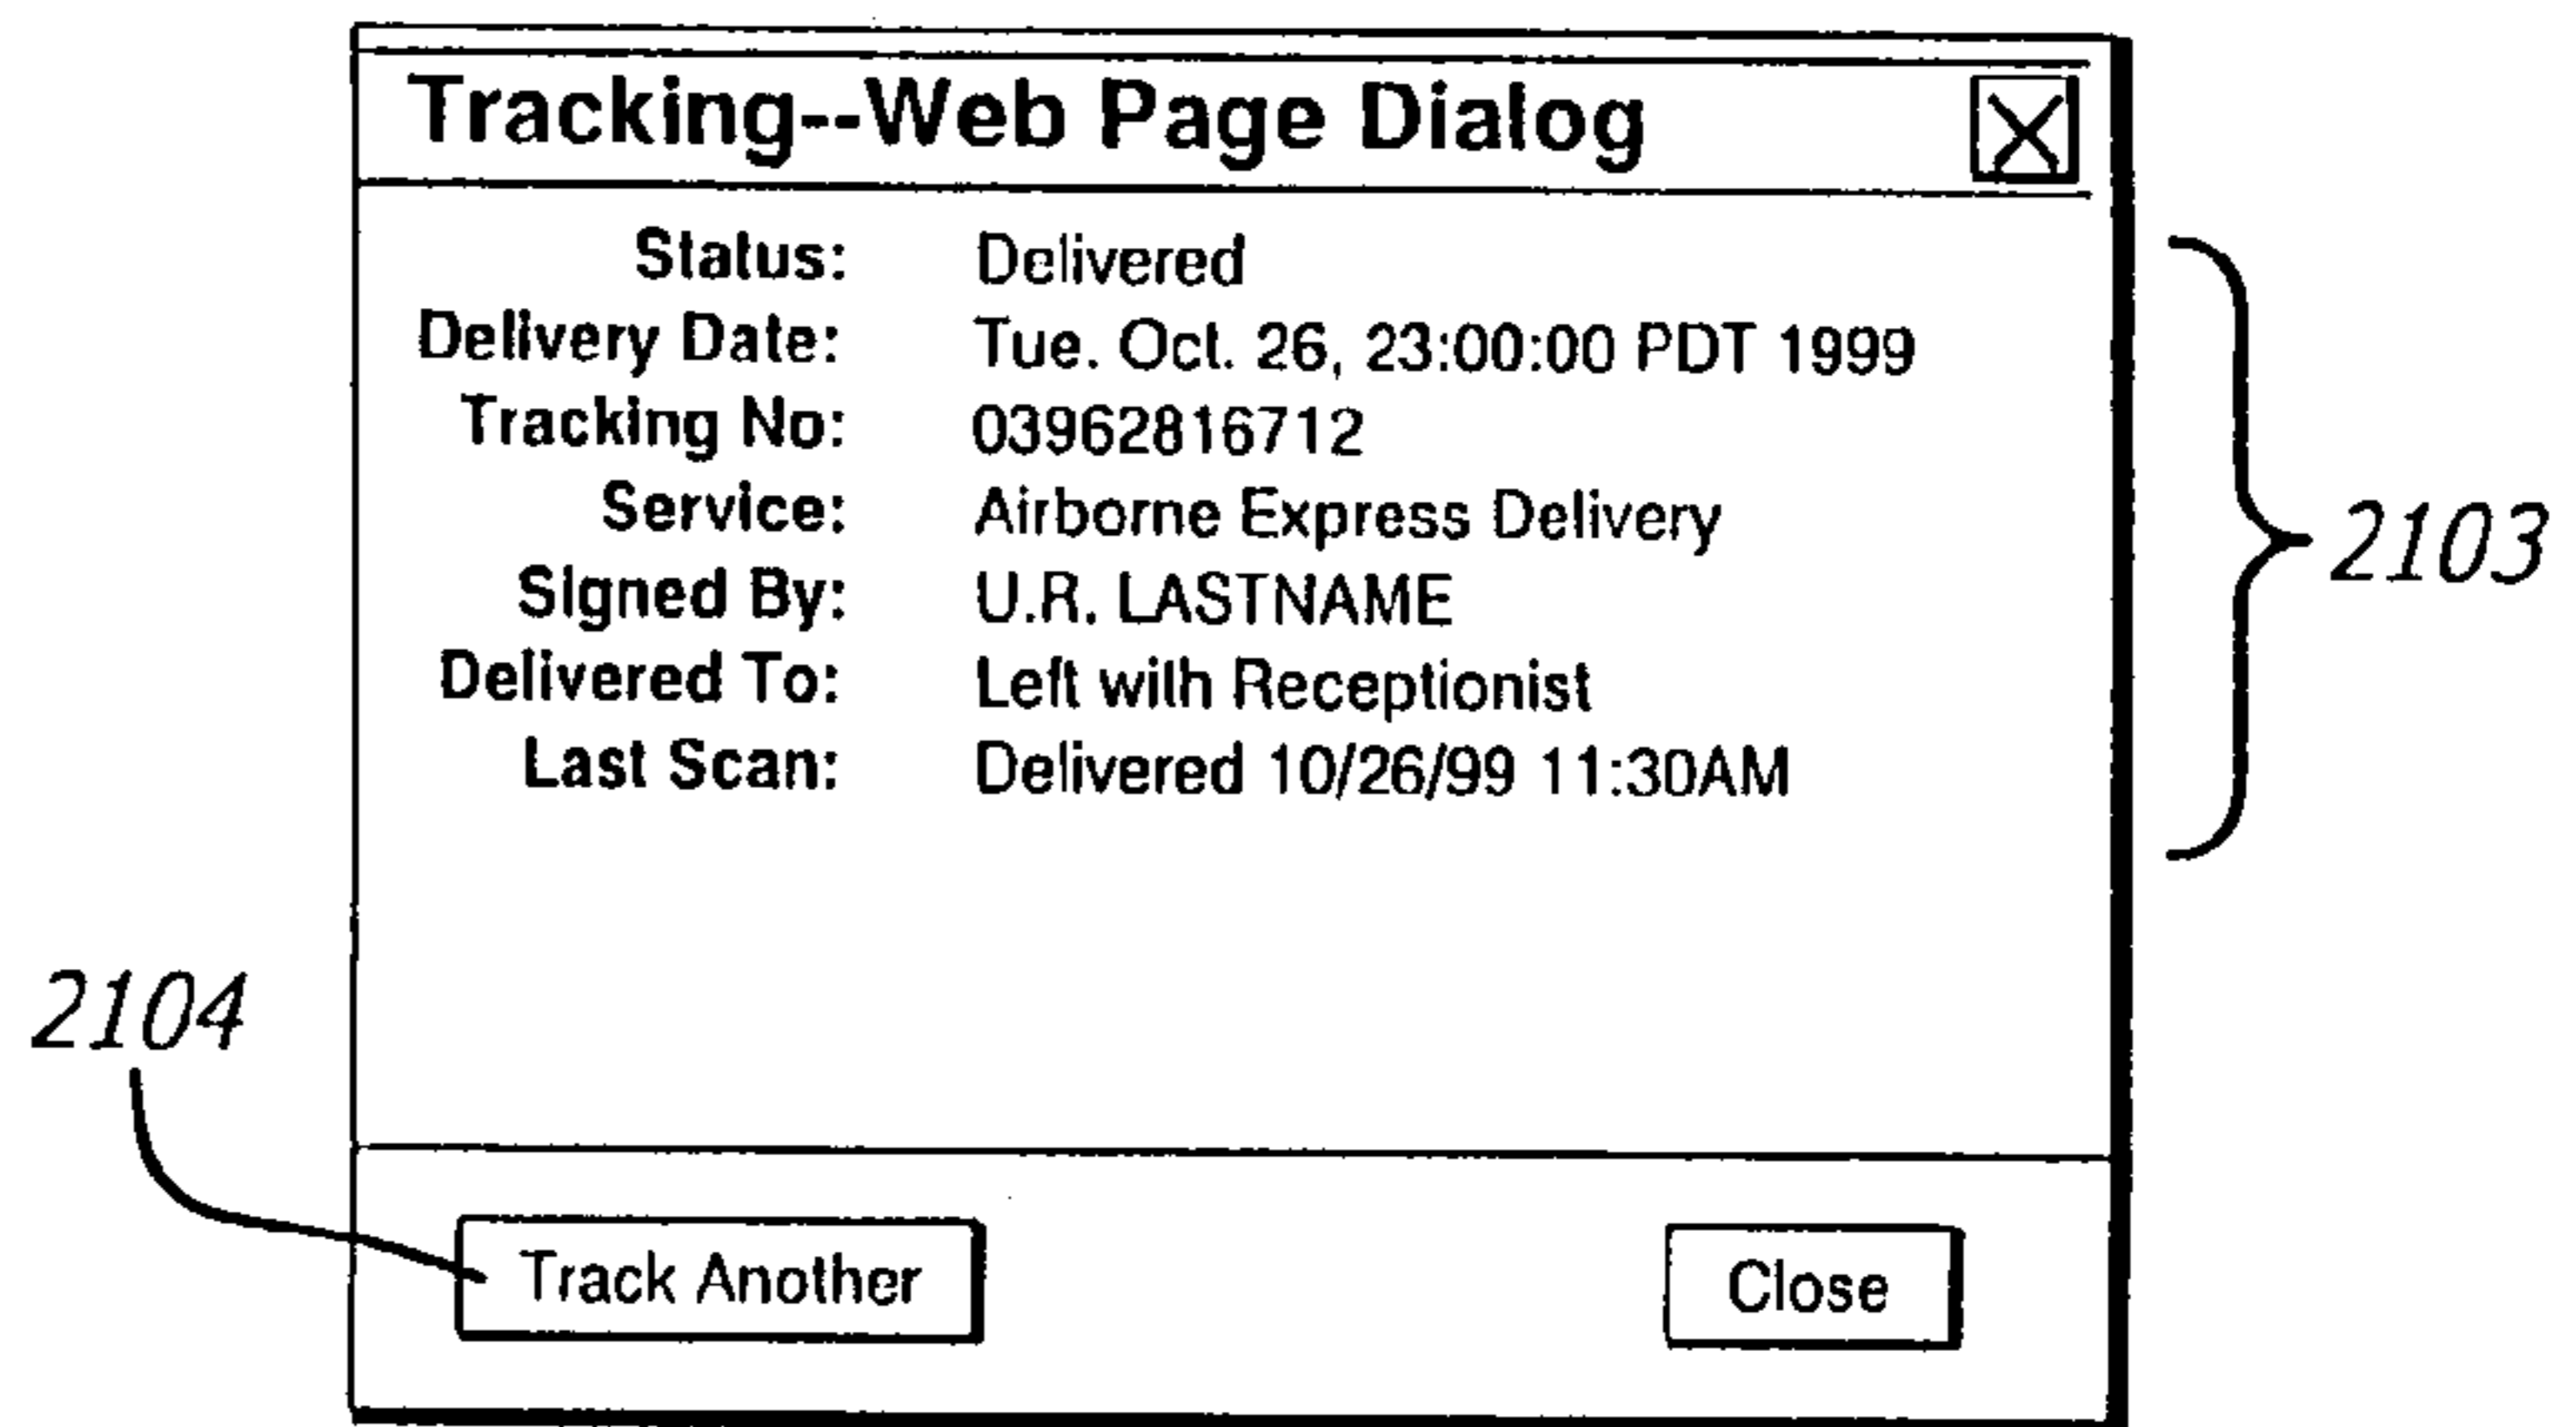 Tracking--Web Page Dialog
Status: Delivered
Delivery Date: Tue. Oct. 26, 23:00:00 PDT 1999
Tracking No: 03962816712
Service: Airborne Express Delivery
Signed By: U.R. LASTNAME
Delivered To: Left with Receptionist
Last Scan: Delivered 10/26/99 11:30AM
2103
2104
Track Another Close